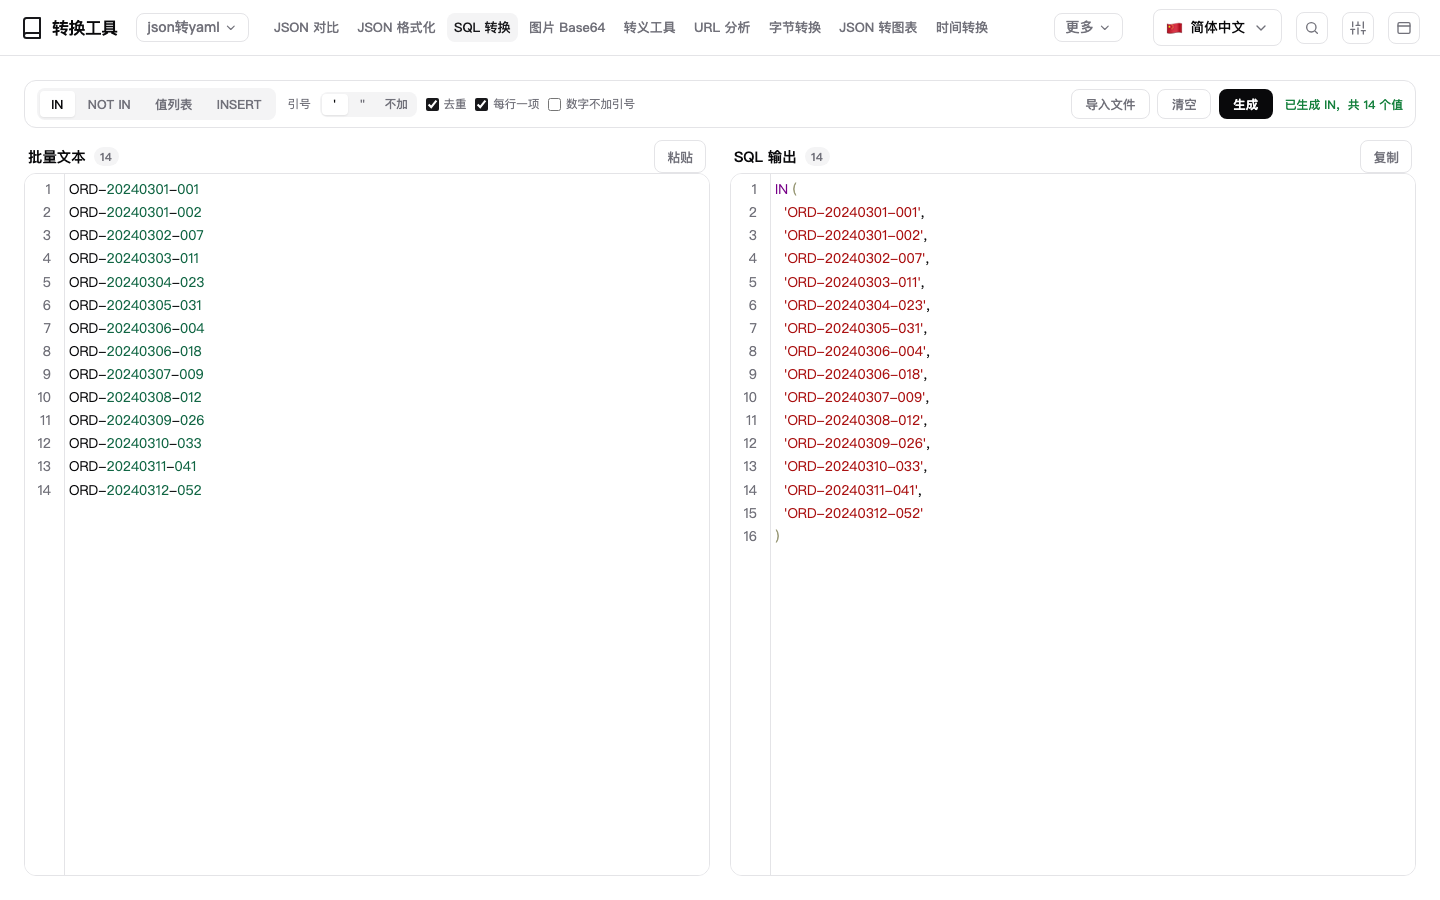 转换工具 json转yaml JSON 对比 JSON 格式化 SQL 转换 图片 Base64 转义工具 URL 分析 字节转换 JSON 转图表 时间转换 更多 简体中文
IN NOT IN 值列表 INSERT 引号 ' " 不加 去重 每行一项 数字不加引号 导入文件 清空 生成 已生成 IN，共 14 个值
批量文本 14 粘贴
1 ORD-20240301-001
2 ORD-20240301-002
3 ORD-20240302-007
4 ORD-20240303-011
5 ORD-20240304-023
6 ORD-20240305-031
7 ORD-20240306-004
8 ORD-20240306-018
9 ORD-20240307-009
10 ORD-20240308-012
11 ORD-20240309-026
12 ORD-20240310-033
13 ORD-20240311-041
14 ORD-20240312-052
SQL 输出 14 复制
1 IN (
2 'ORD-20240301-001',
3 'ORD-20240301-002',
4 'ORD-20240302-007',
5 'ORD-20240303-011',
6 'ORD-20240304-023',
7 'ORD-20240305-031',
8 'ORD-20240306-004',
9 'ORD-20240306-018',
10 'ORD-20240307-009',
11 'ORD-20240308-012',
12 'ORD-20240309-026',
13 'ORD-20240310-033',
14 'ORD-20240311-041',
15 'ORD-20240312-052'
16 )